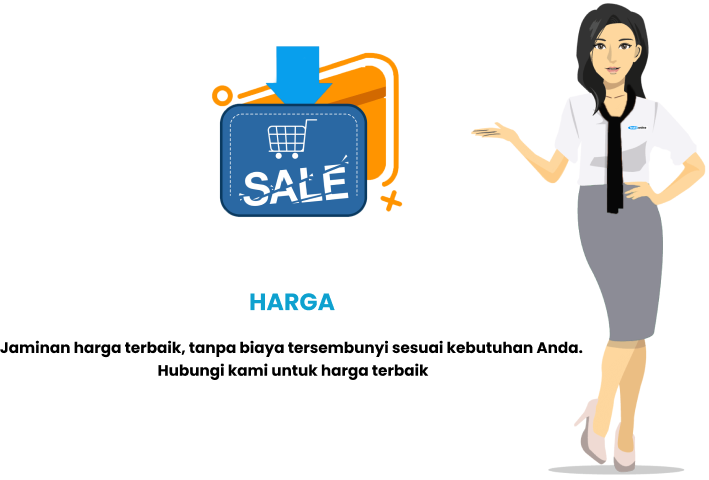 SALE
HARGA
Jaminan harga terbaik, tanpa biaya tersembunyi sesuai kebutuhan Anda.
Hubungi kami untuk harga terbaik